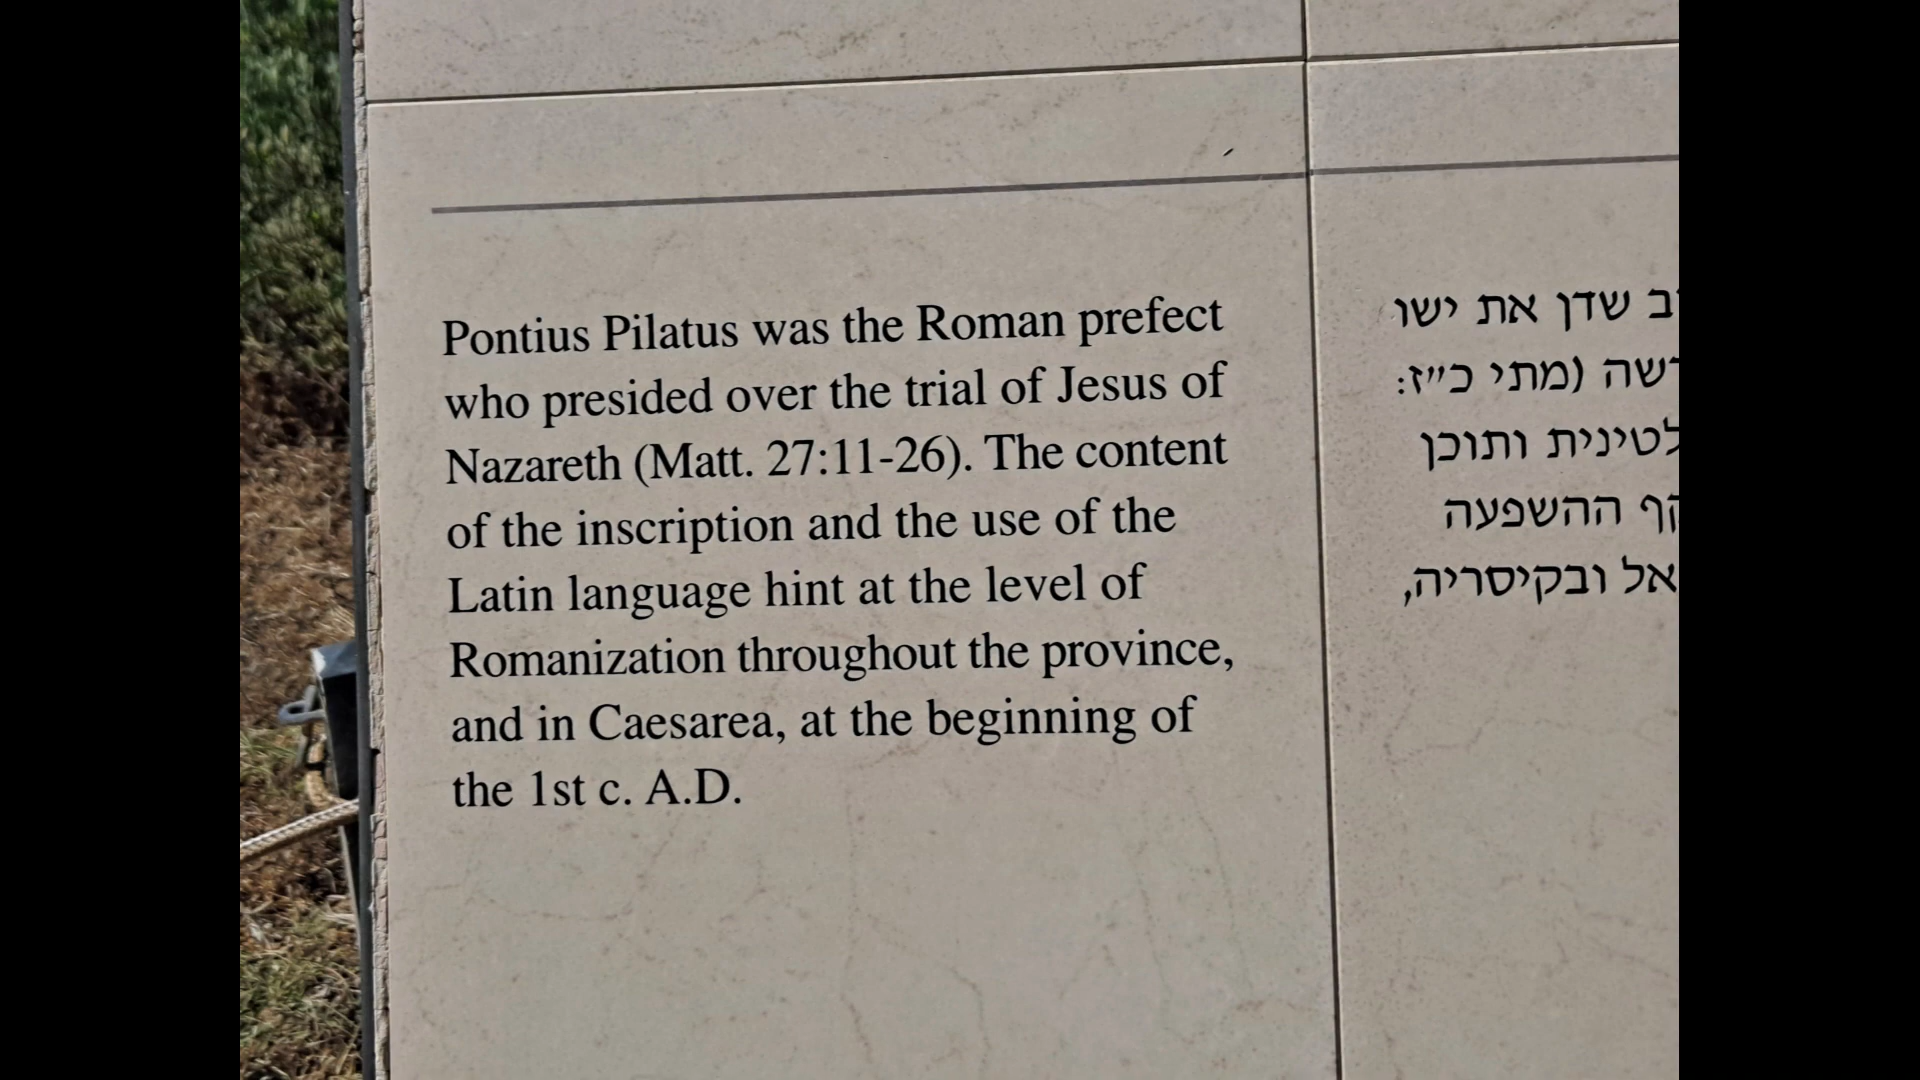 Pontius Pilatus was the Roman prefect
who presided over the trial of Jesus of
Nazareth (Matt. 27:11-26). The content
of the inscription and the use of the
Latin language hint at the level of
Romanization throughout the province,
and in Caesarea, at the beginning of
the 1st c. A.D.
שדן את ישו
(מתי כ״ז:
ותוכן
ההשפעה
ובקיסריה,